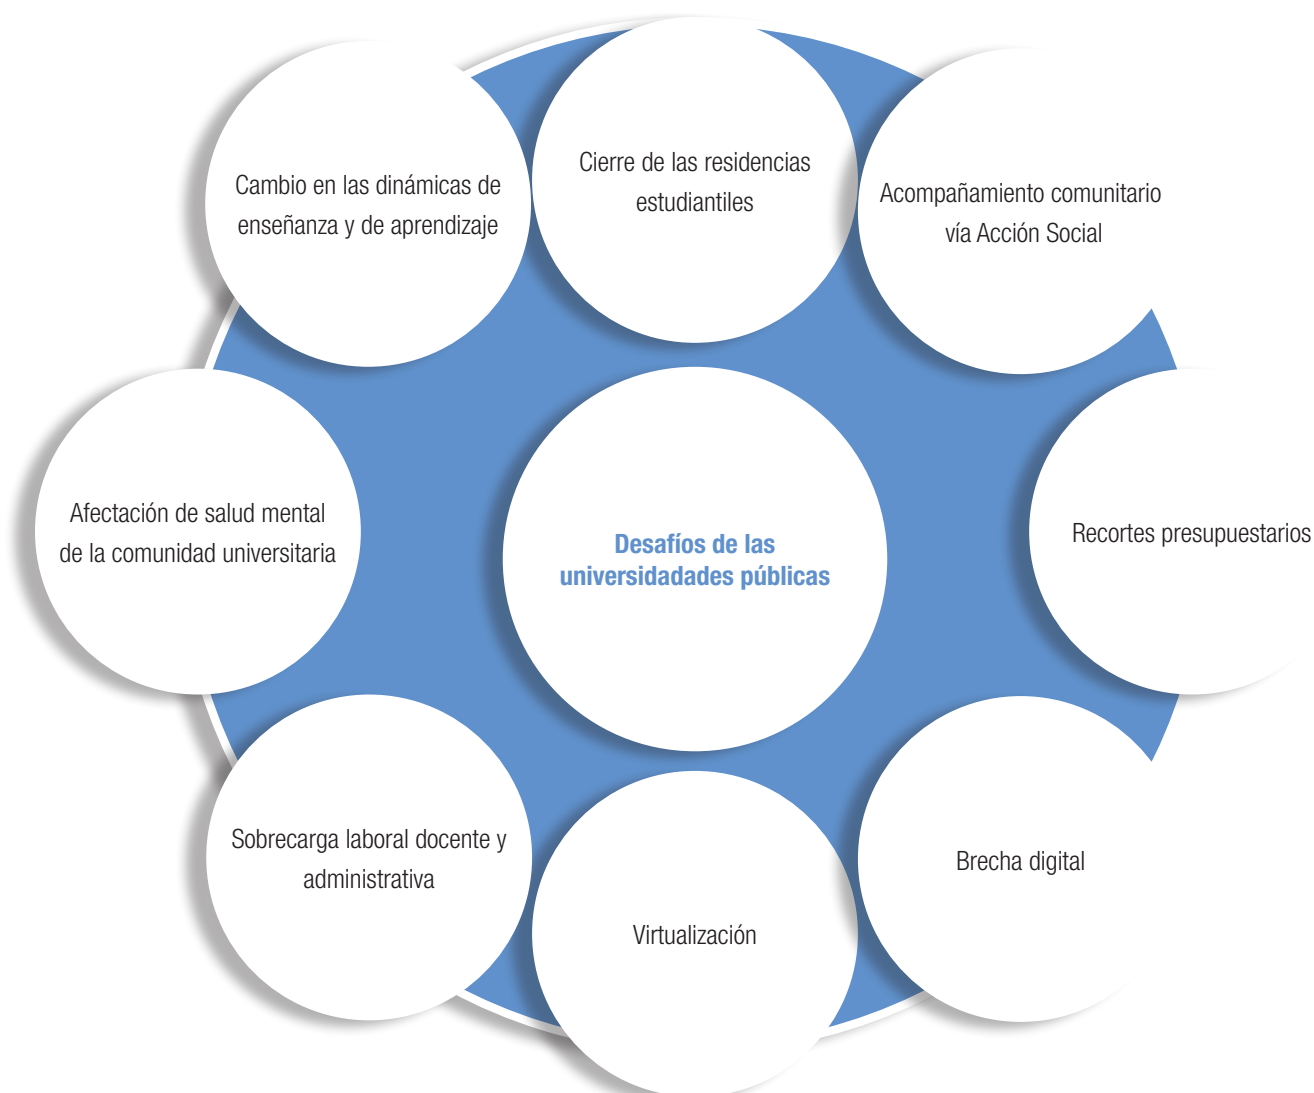 Cierre de las residencias
estudiantiles
Cambio en las dinámicas de
enseñanza y de aprendizaje
Acompañamiento comunitario
vía Acción Social
Afectación de salud mental
de la comunidad universitaria
Desafíos de las
universidadades públicas
Recortes presupuestarios
Sobrecarga laboral docente y
administrativa
Virtualización
Brecha digital